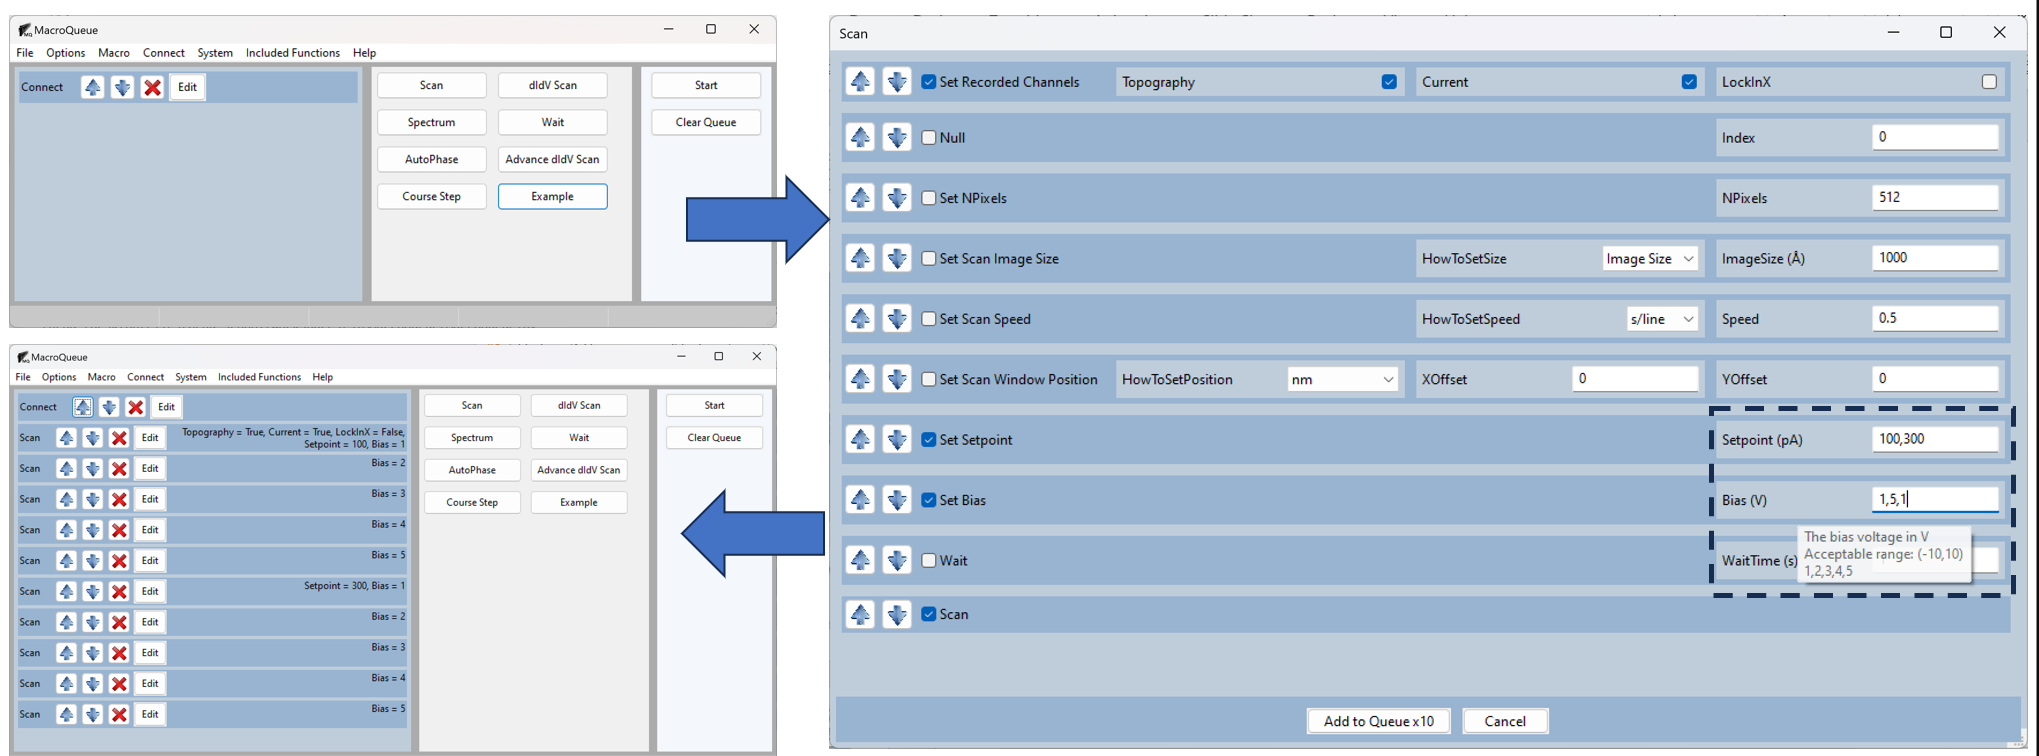 MacroQueue
File Options Macro Connect System Included Functions Help
Connect Edit
Scan dIdV Scan
Spectrum Wait
AutoPhase Advance dIdV Scan
Course Step Example
Start
Clear Queue
MacroQueue
File Options Macro Connect System Included Functions Help
Connect Edit
Scan Edit Topography = True, Current = True, LockInX = False,
Setpoint = 100, Bias = 1
Scan Edit Bias = 2
Scan Edit Bias = 3
Scan Edit Bias = 4
Scan Edit Bias = 5
Scan Edit Setpoint = 300, Bias = 1
Scan Edit Bias = 2
Scan Edit Bias = 3
Scan Edit Bias = 4
Scan Edit Bias = 5
Scan dIdV Scan
Spectrum Wait
AutoPhase Advance dIdV Scan
Course Step Example
Start
Clear Queue
Scan
Set Recorded Channels Topography Current LockInX
Null Index 0
Set NPixels NPixels 512
Set Scan Image Size HowToSetSize Image Size ImageSize (Å) 1000
Set Scan Speed HowToSetSpeed s/line Speed 0.5
Set Scan Window Position HowToSetPosition nm XOffset 0 YOffset 0
Set Setpoint Setpoint (pA) 100,300
Set Bias Bias (V) 1,5,1
Wait WaitTime (s)
The bias voltage in V
Acceptable range: (-10,10)
1,2,3,4,5
Scan
Add to Queue x10 Cancel